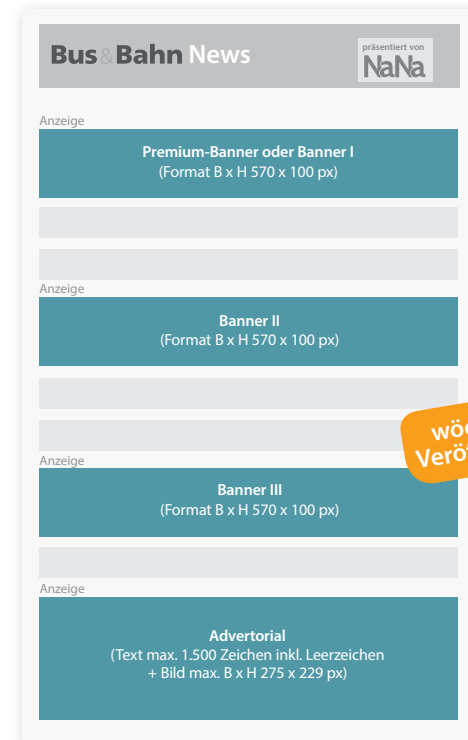 Bus&Bahn News
präsentiert von
NaNa
Anzeige
Premium-Banner oder Banner I
(Format B x H 570 x 100 px)
Anzeige
Banner II
(Format B x H 570 x 100 px)
Anzeige
Banner III
(Format B x H 570 x 100 px)
Anzeige
Advertorial
(Text max. 1.500 Zeichen inkl. Leerzeichen
+ Bild max. B x H 275 x 229 px)